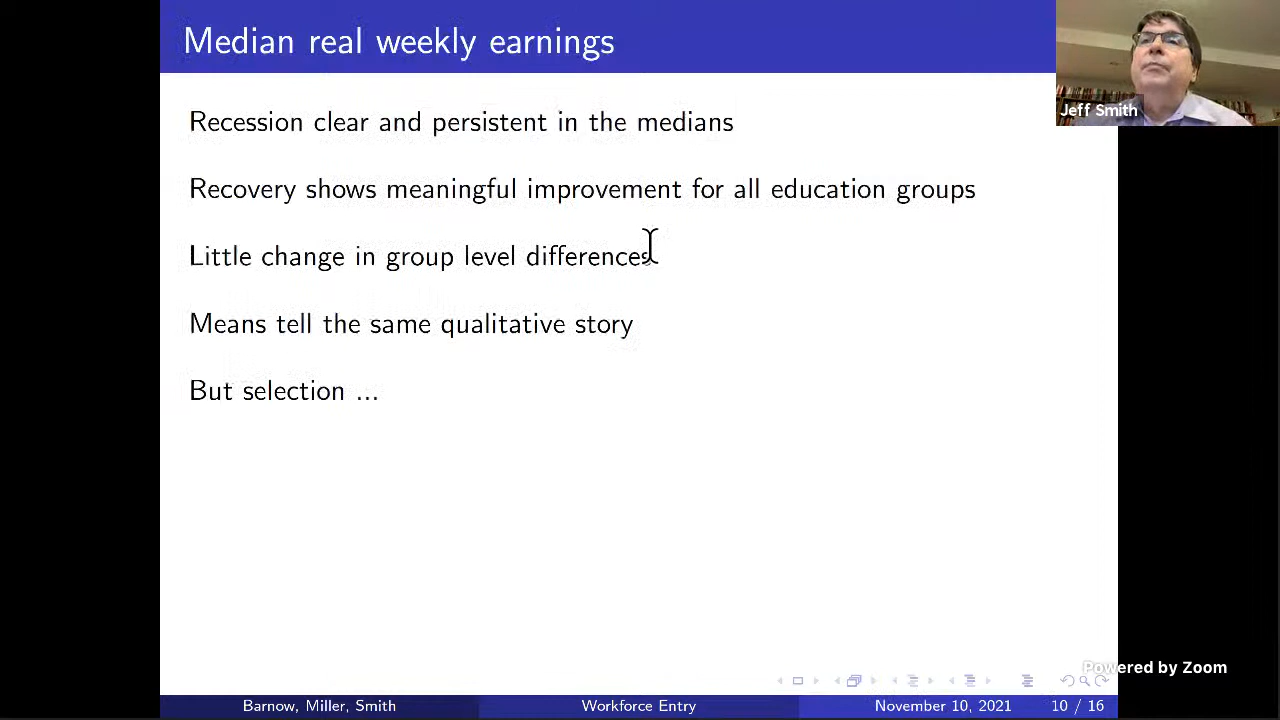 Median real weekly earnings
Jeff Smith
Recession clear and persistent in the medians
Recovery shows meaningful improvement for all education groups
Little change in group level differences
Means tell the same qualitative story
But selection ...
Powered by Zoom
Barnow, Miller, Smith
Workforce Entry
November 10, 2021
10 / 16